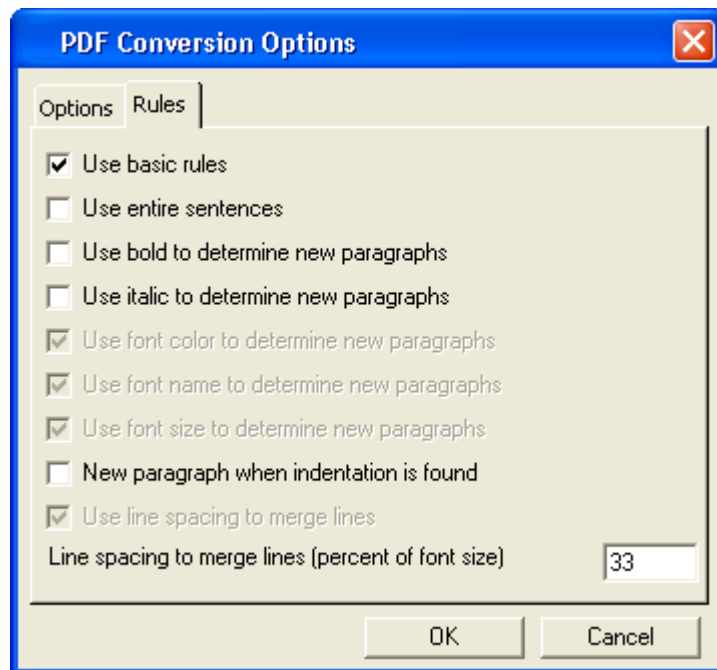 PDF Conversion Options
Options Rules
Use basic rules
Use entire sentences
Use bold to determine new paragraphs
Use italic to determine new paragraphs
Use font color to determine new paragraphs
Use font name to determine new paragraphs
Use font size to determine new paragraphs
New paragraph when indentation is found
Use line spacing to merge lines
Line spacing to merge lines (percent of font size) 33
OK Cancel